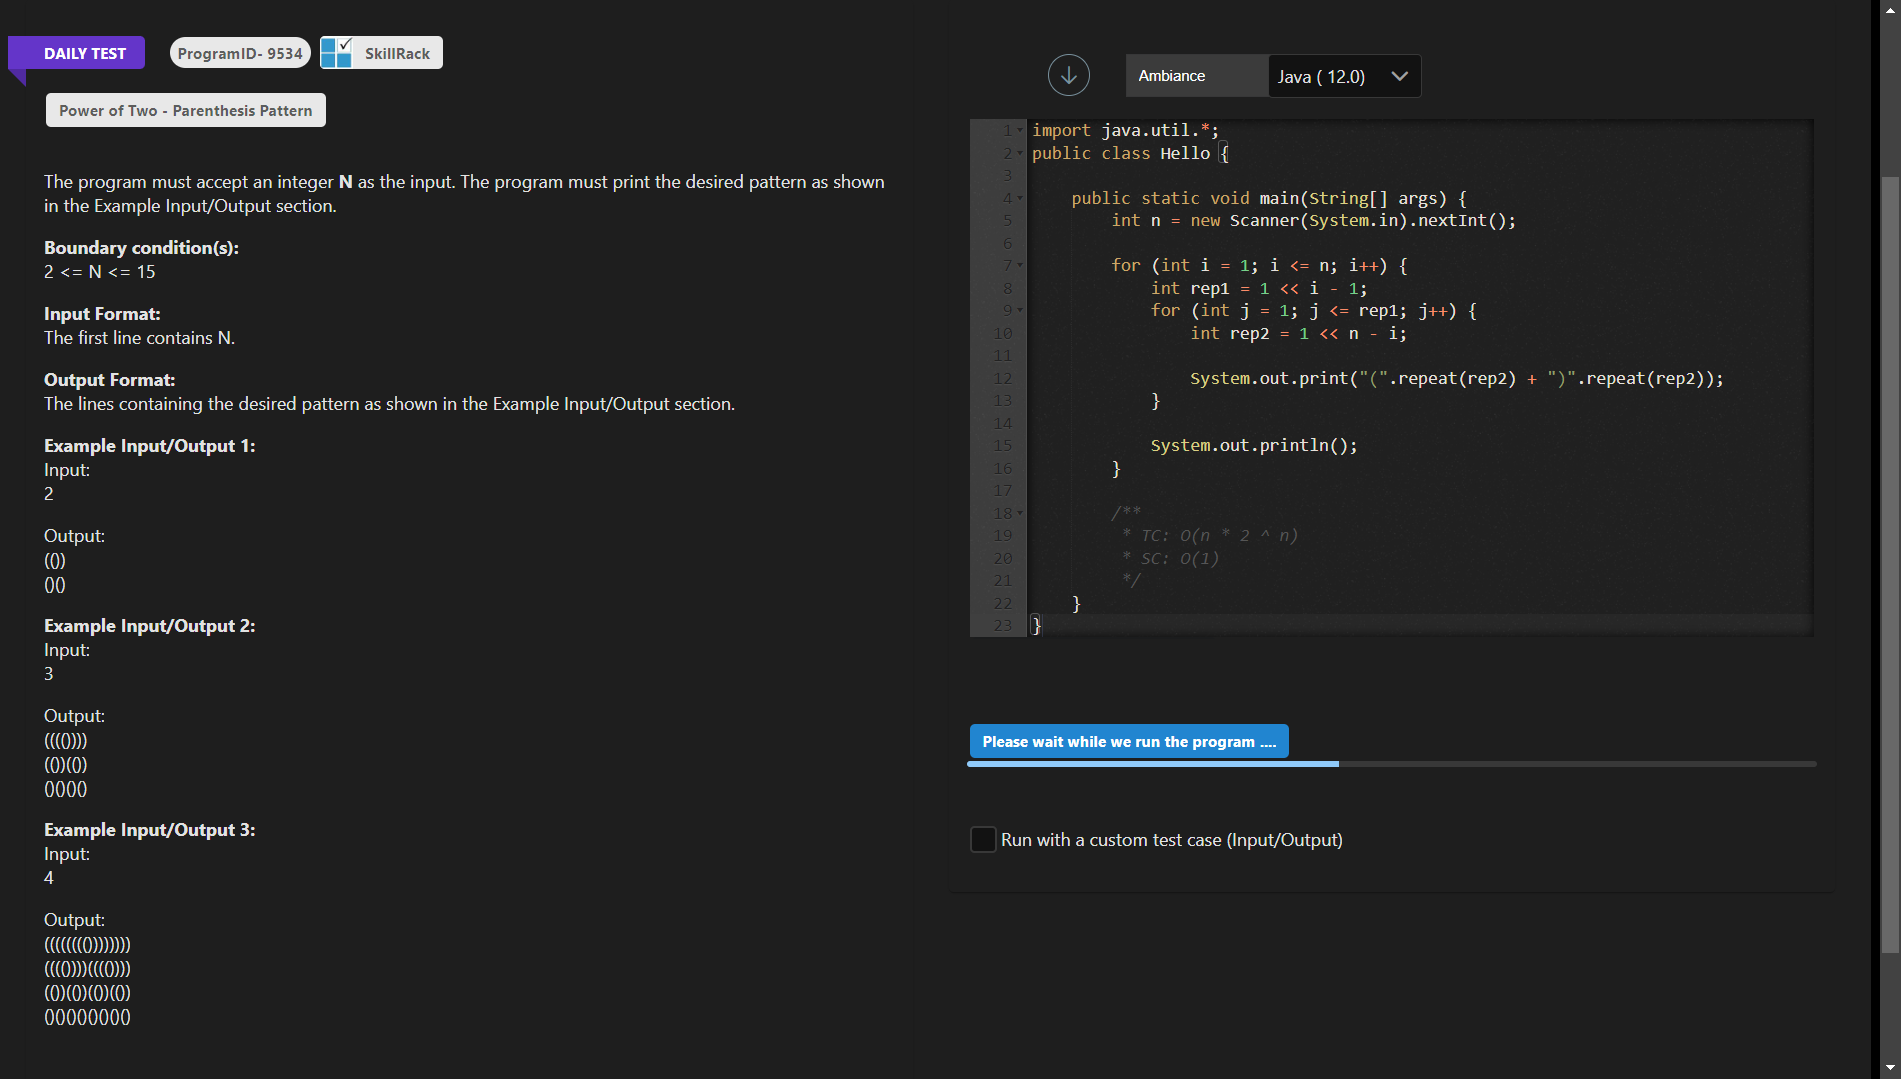 DAILY TEST
ProgramID- 9534
SkillRack
Power of Two - Parenthesis Pattern
The program must accept an integer N as the input. The program must print the desired pattern as shown
in the Example Input/Output section.
Boundary condition(s):
2 <= N <= 15
Input Format:
The first line contains N.
Output Format:
The lines containing the desired pattern as shown in the Example Input/Output section.
Example Input/Output 1:
Input:
2
Output:
(())
()()
Example Input/Output 2:
Input:
3
Output:
(((())))
(())(())
()()()()
Example Input/Output 3:
Input:
4
Output:
(((((((())))))))
(((())))(((())))
(())(())(())(())
()()()()()()()()
Ambiance
Java ( 12.0)
1 import java.util.*;
2 public class Hello {
3
4 public static void main(String[] args) {
5 int n = new Scanner(System.in).nextInt();
6
7 for (int i = 1; i <= n; i++) {
8 int rep1 = 1 << i - 1;
9 for (int j = 1; j <= rep1; j++) {
10 int rep2 = 1 << n - i;
11
12 System.out.print("(".repeat(rep2) + ")".repeat(rep2));
13 }
14
15 System.out.println();
16 }
17
18 /**
19 * TC: O(n * 2 ^ n)
20 * SC: O(1)
21 */
22 }
23 }
Please wait while we run the program ....
Run with a custom test case (Input/Output)